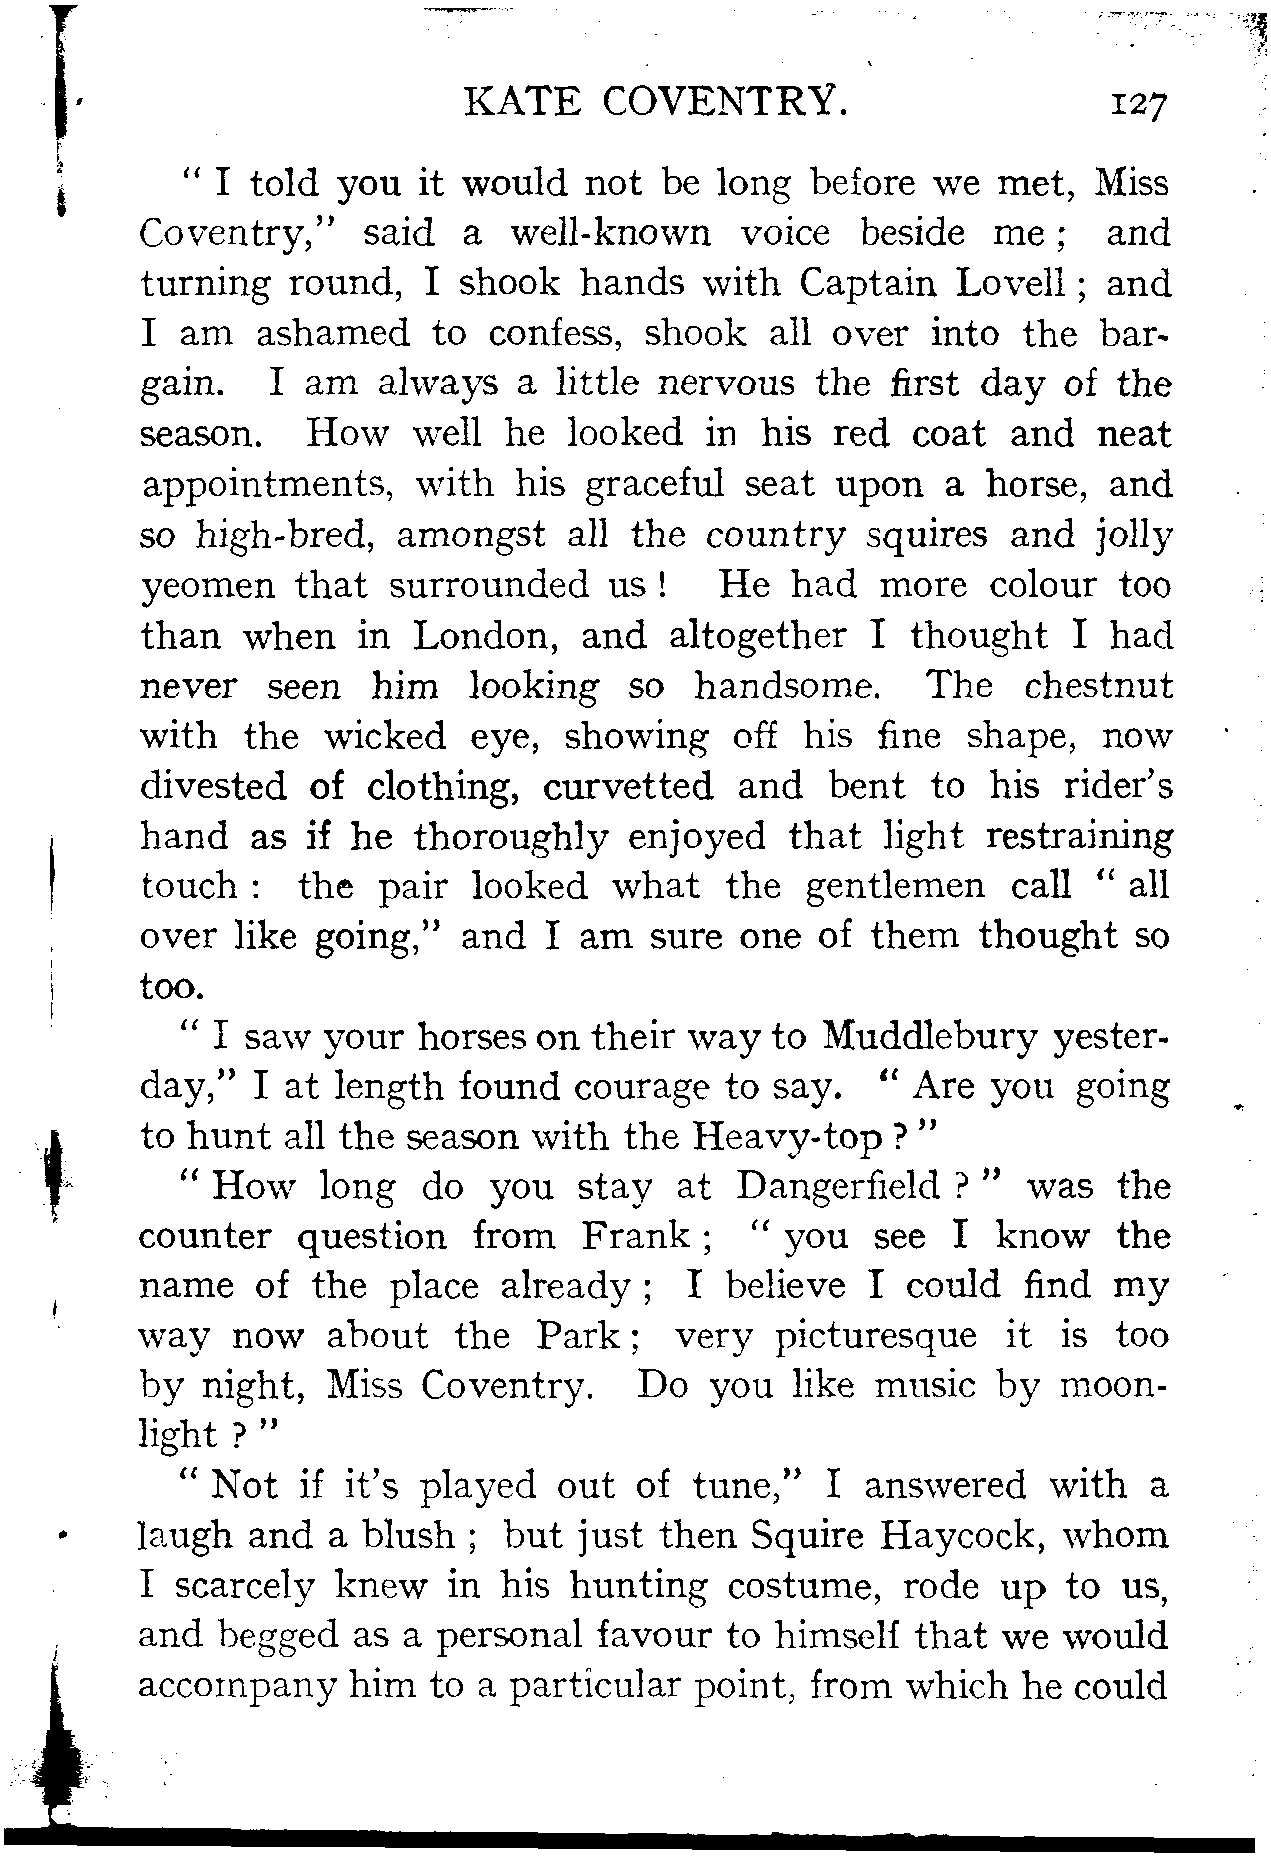 KATE COVENTRY. 127
" I told you it would not be long before we met, Miss
Coventry," said a well-known voice beside me ; and
turning round, I shook hands with Captain Lovell ; and
I am ashamed to confess, shook all over into the bar-
gain. I am always a little nervous the first day of the
season. How well he looked in his red coat and neat
appointments, with his graceful seat upon a horse, and
so high-bred, amongst all the country squires and jolly
yeomen that surrounded us ! He had more colour too
than when in London, and altogether I thought I had
never seen him looking so handsome. The chestnut
with the wicked eye, showing off his fine shape, now
divested of clothing, curvetted and bent to his rider's
hand as if he thoroughly enjoyed that light restraining
touch : the pair looked what the gentlemen call " all
over like going," and I am sure one of them thought so
too.
" I saw your horses on their way to Muddlebury yester-
day," I at length found courage to say. " Are you going
to hunt all the season with the Heavy-top ? "
" How long do you stay at Dangerfield ? " was the
counter question from Frank ; " you see I know the
name of the place already ; I believe I could find my
way now about the Park ; very picturesque it is too
by night, Miss Coventry. Do you like music by moon-
light ? "
" Not if it's played out of tune," I answered with a
laugh and a blush ; but just then Squire Haycock, whom
I scarcely knew in his hunting costume, rode up to us,
and begged as a personal favour to himself that we would
accompany him to a particular point, from which he could